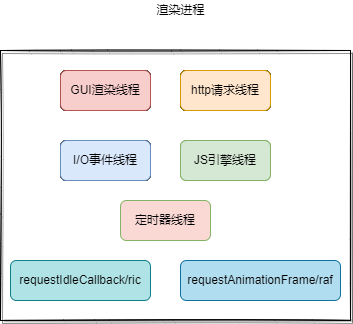 渲染进程
GUI渲染线程
http请求线程
I/O事件线程
JS引擎线程
定时器线程
requestIdleCallback/ric
requestAnimationFrame/raf